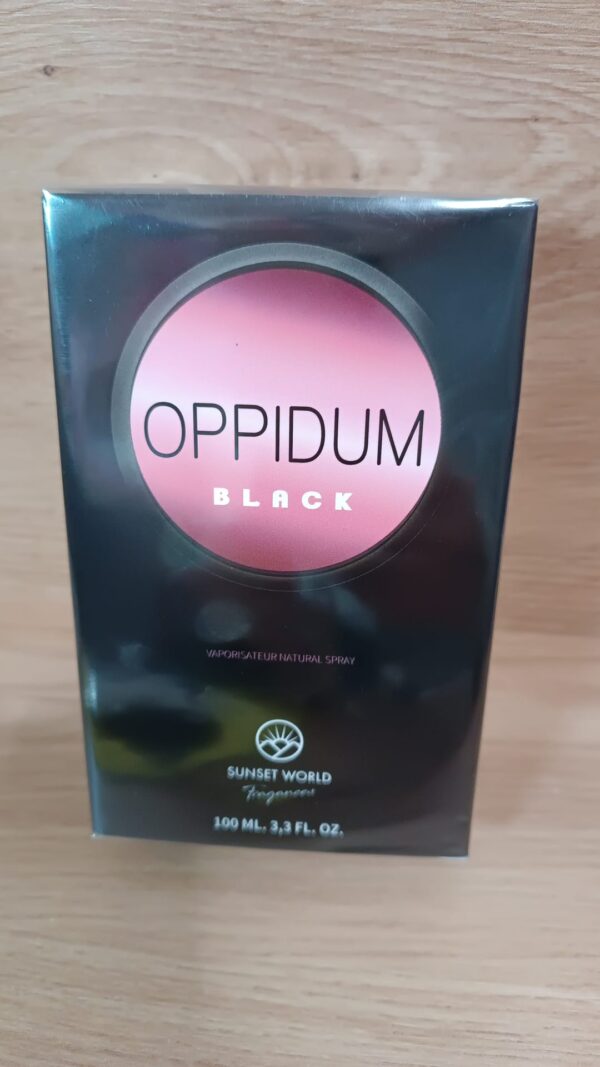 OPPIDUM
BLACK
VAPORISATEUR NATURAL SPRAY
SUNSET WORLD
Fragances
100 ML. 3,3 FL. OZ.